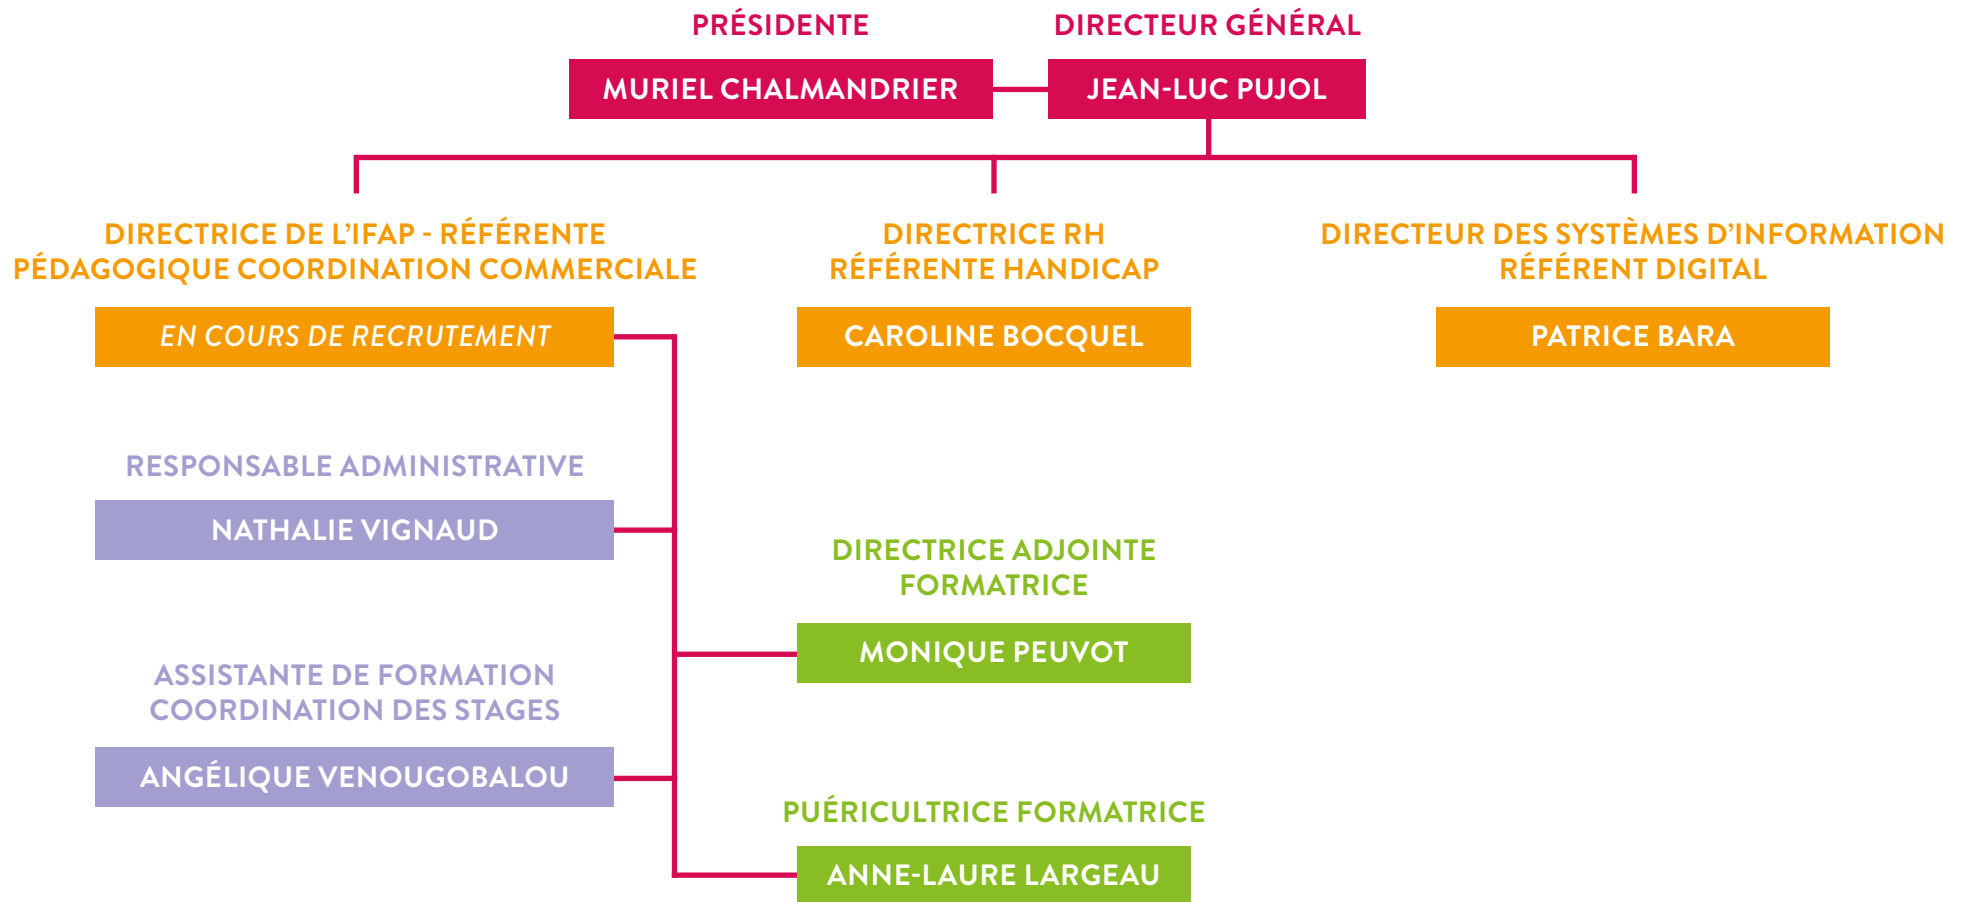 PRÉSIDENTE
MURIEL CHALMANDRIER
DIRECTEUR GÉNÉRAL
JEAN-LUC PUJOL
DIRECTRICE DE L’IFAP - RÉFÉRENTE
PÉDAGOGIQUE COORDINATION COMMERCIALE
EN COURS DE RECRUTEMENT
DIRECTRICE RH
RÉFÉRENTE HANDICAP
CAROLINE BOCQUEL
DIRECTEUR DES SYSTÈMES D’INFORMATION
RÉFÉRENT DIGITAL
PATRICE BARA
RESPONSABLE ADMINISTRATIVE
NATHALIE VIGNAUD
DIRECTRICE ADJOINTE
FORMATRICE
MONIQUE PEUVOT
ASSISTANTE DE FORMATION
COORDINATION DES STAGES
ANGÉLIQUE VENOUGOBALOU
PUÉRICULTRICE FORMATRICE
ANNE-LAURE LARGEAU